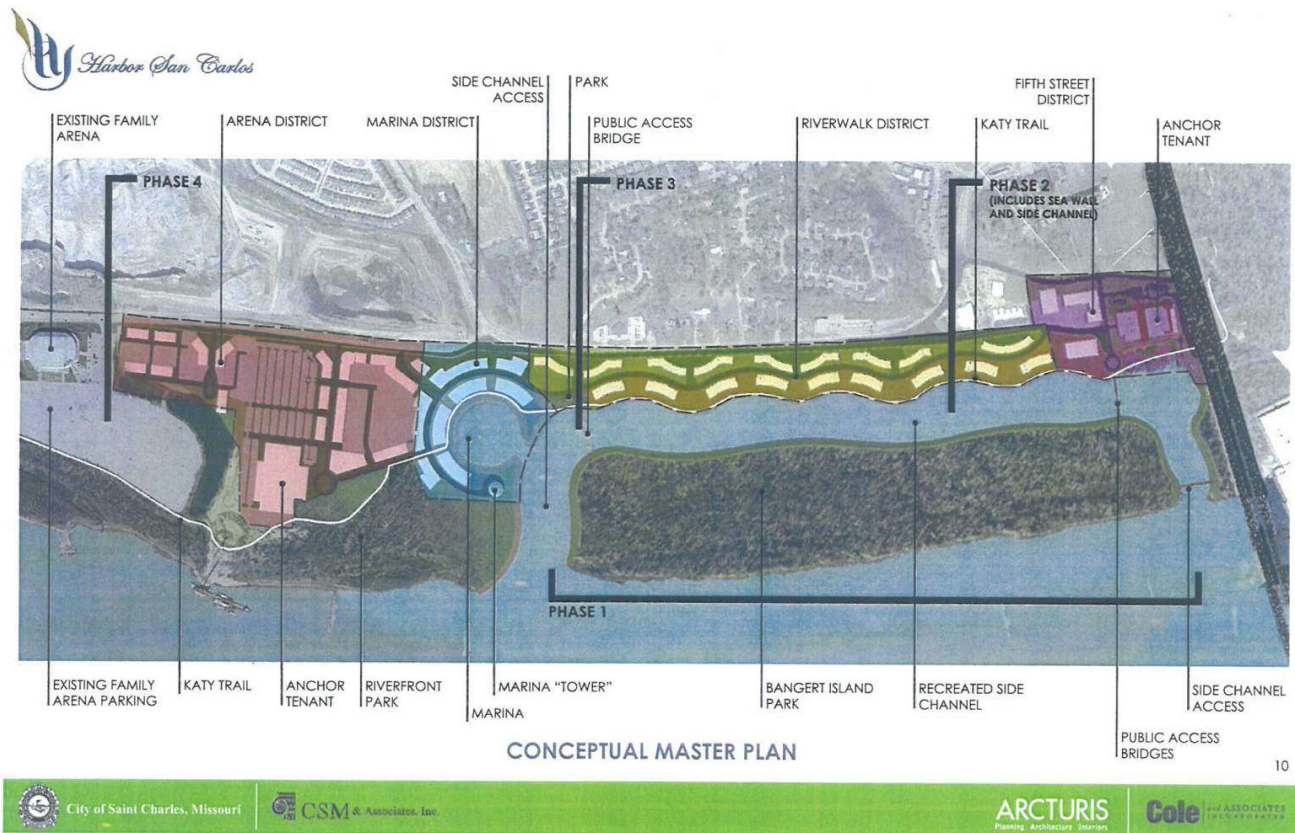 Harbor San Carlos
SIDE CHANNEL
ACCESS
PARK
FIFTH STREET
DISTRICT
EXISTING FAMILY
ARENA
ARENA DISTRICT
MARINA DISTRICT
PUBLIC ACCESS
BRIDGE
RIVERWALK DISTRICT
KATY TRAIL
ANCHOR
TENANT
PHASE 4
PHASE 3
PHASE 2
(INCLUDES SEA WALL
AND SIDE CHANNEL)
PHASE 1
EXISTING FAMILY
ARENA PARKING
KATY TRAIL
ANCHOR
TENANT
RIVERFRONT
PARK
MARINA "TOWER"
MARINA
BANGERT ISLAND
PARK
RECREATED SIDE
CHANNEL
SIDE CHANNEL
ACCESS
PUBLIC ACCESS
BRIDGES
CONCEPTUAL MASTER PLAN
10
City of Saint Charles, Missouri
CSM & Associates, Inc.
ARCTURIS
Planning Architecture Interiors
Cole and ASSOCIATES
INCORPORATED